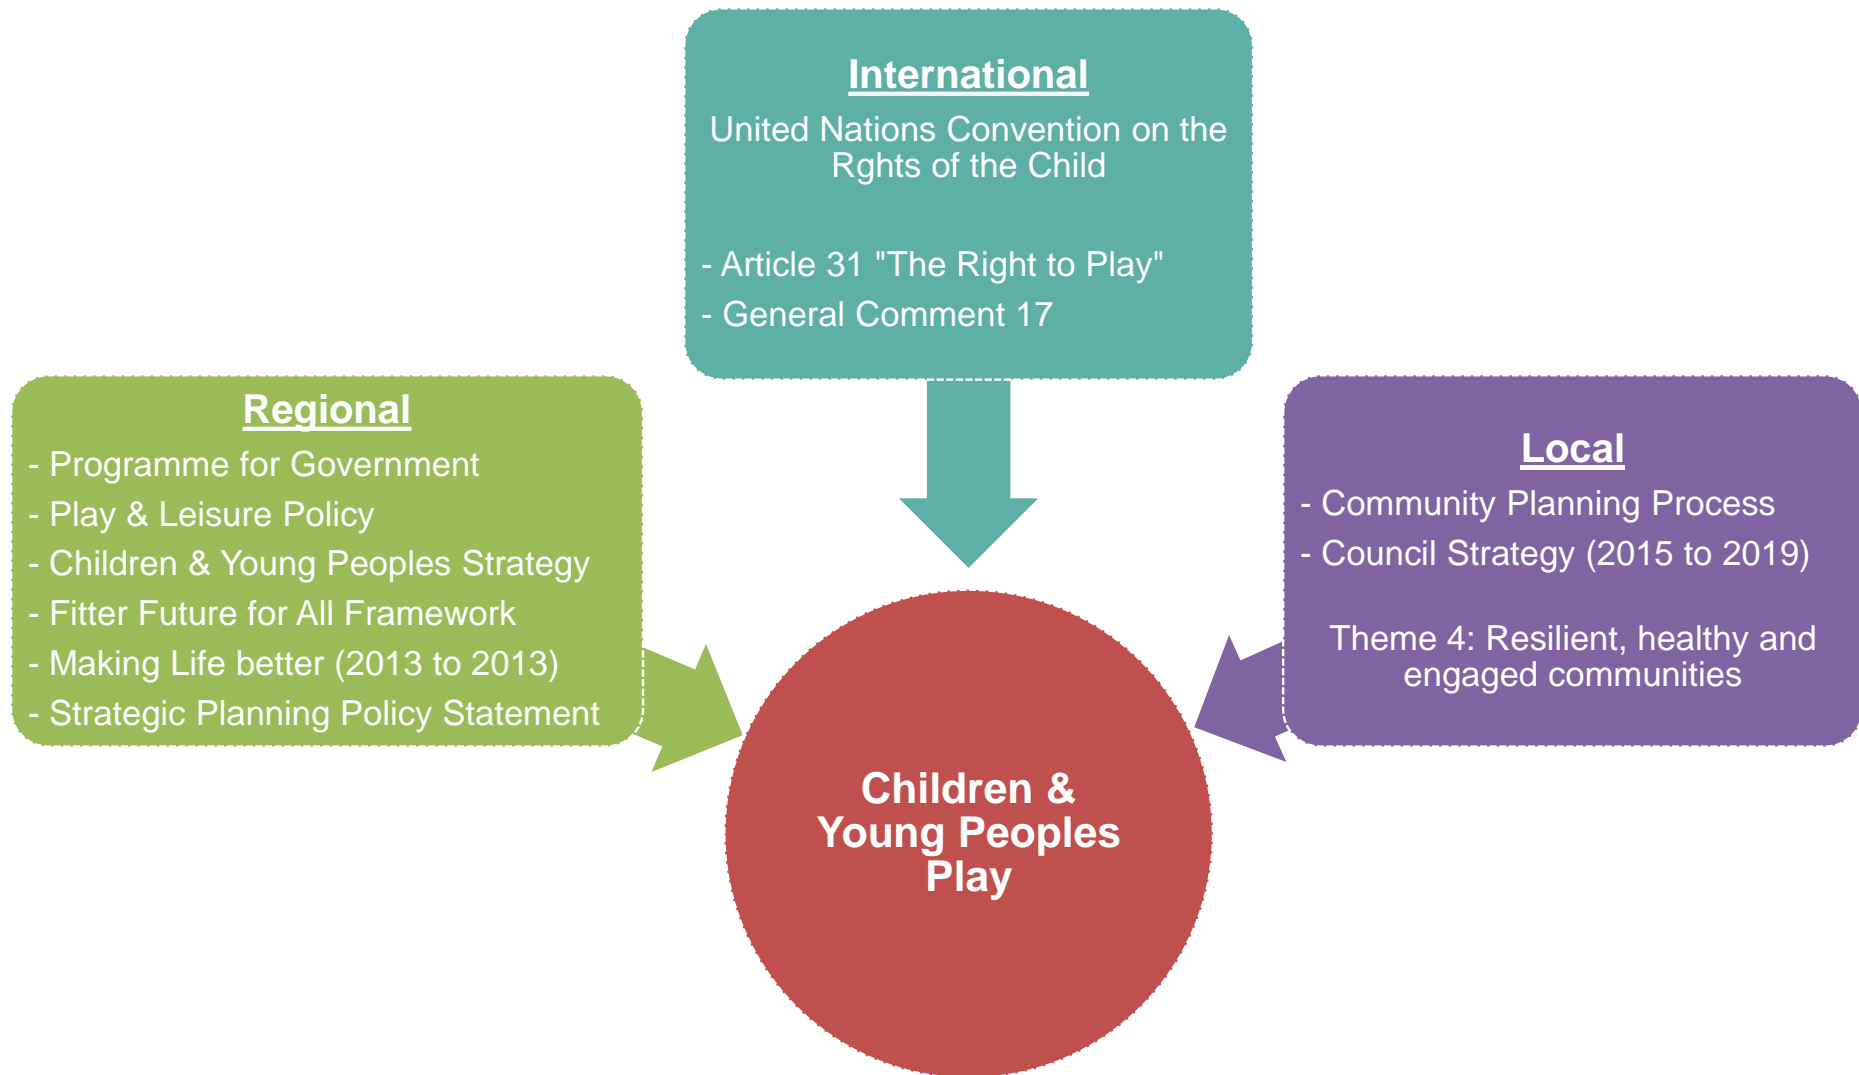 International
United Nations Convention on the
Rghts of the Child
- Article 31 "The Right to Play"
- General Comment 17
Regional
- Programme for Government
- Play & Leisure Policy
- Children & Young Peoples Strategy
- Fitter Future for All Framework
- Making Life better (2013 to 2013)
- Strategic Planning Policy Statement
Local
- Community Planning Process
- Council Strategy (2015 to 2019)
Theme 4: Resilient, healthy and
engaged communities
Children &
Young Peoples
Play